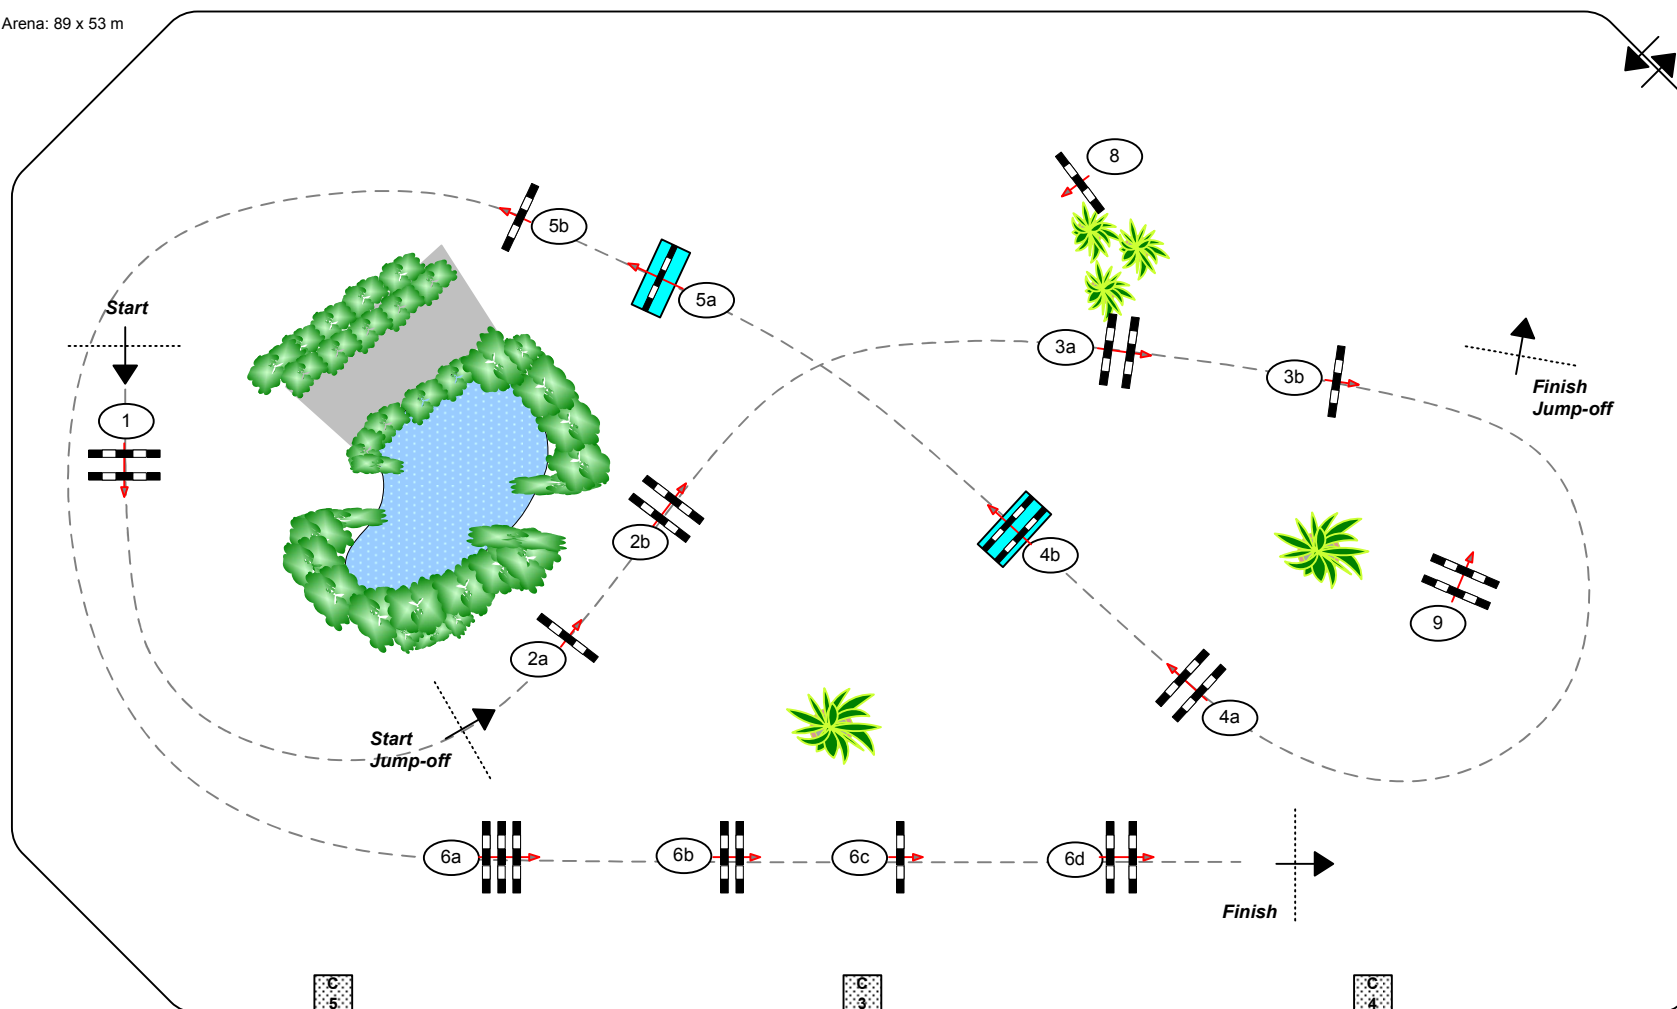 Arena: 89 x 53 m
8
5b
5a
Start
3a
3b
Finish
Jump-off
1
2b
4b
9
2a
4a
Start
Jump-off
6a
6b
6c
6d
Finish
C
5
C
3
C
4